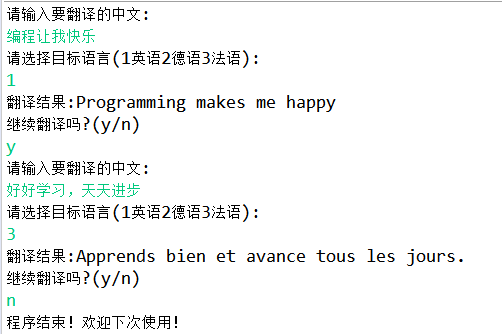 请输入要翻译的中文:
编程让我快乐
请选择目标语言(1英语2德语3法语):
1
翻译结果:Programming makes me happy
继续翻译吗?(y/n)
y
请输入要翻译的中文:
好好学习，天天进步
请选择目标语言(1英语2德语3法语):
3
翻译结果:Apprends bien et avance tous les jours.
继续翻译吗?(y/n)
n
程序结束! 欢迎下次使用!